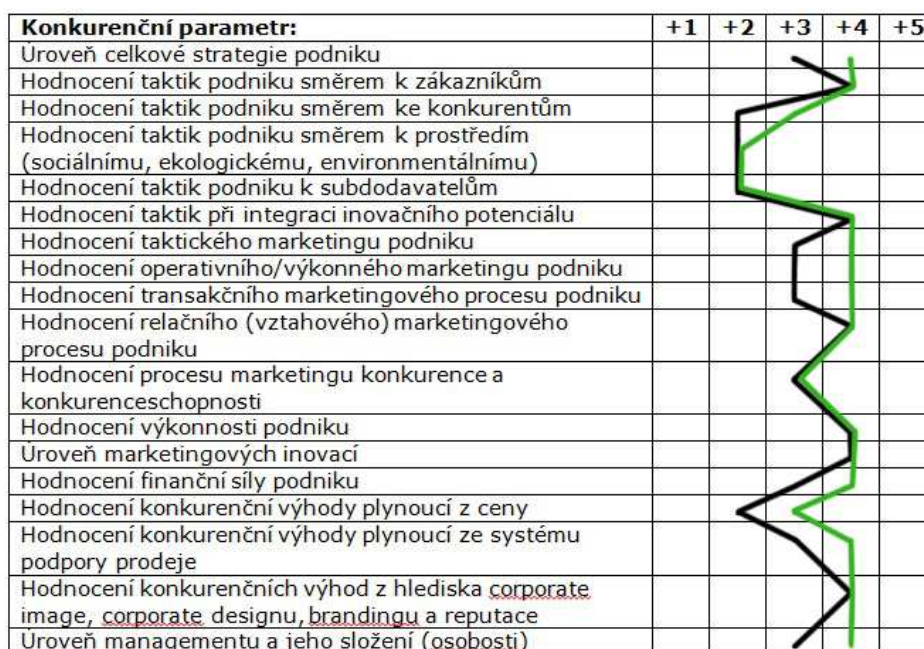 Konkurenční parametr: +1 +2 +3 +4 +5
Úroveň celkové strategie podniku
Hodnocení taktik podniku směrem k zákazníkům
Hodnocení taktik podniku směrem ke konkurentům
Hodnocení taktik podniku směrem k prostředím
(sociálnímu, ekologickému, environmentálnímu)
Hodnocení taktik podniku k subdodavatelům
Hodnocení taktik při integraci inovačního potenciálu
Hodnocení taktického marketingu podniku
Hodnocení operativního/výkonného marketingu podniku
Hodnocení transakčního marketingového procesu podniku
Hodnocení relačního (vztahového) marketingového
procesu podniku
Hodnocení procesu marketingu konkurence a
konkurenceschopnosti
Hodnocení výkonnosti podniku
Úroveň marketingových inovací
Hodnocení finanční síly podniku
Hodnocení konkurenční výhody plynoucí z ceny
Hodnocení konkurenční výhody plynoucí ze systému
podpory prodeje
Hodnocení konkurenčních výhod z hlediska corporate
image, corporate designu, brandingu a reputace
Úroveň managementu a jeho složení (osobosti)